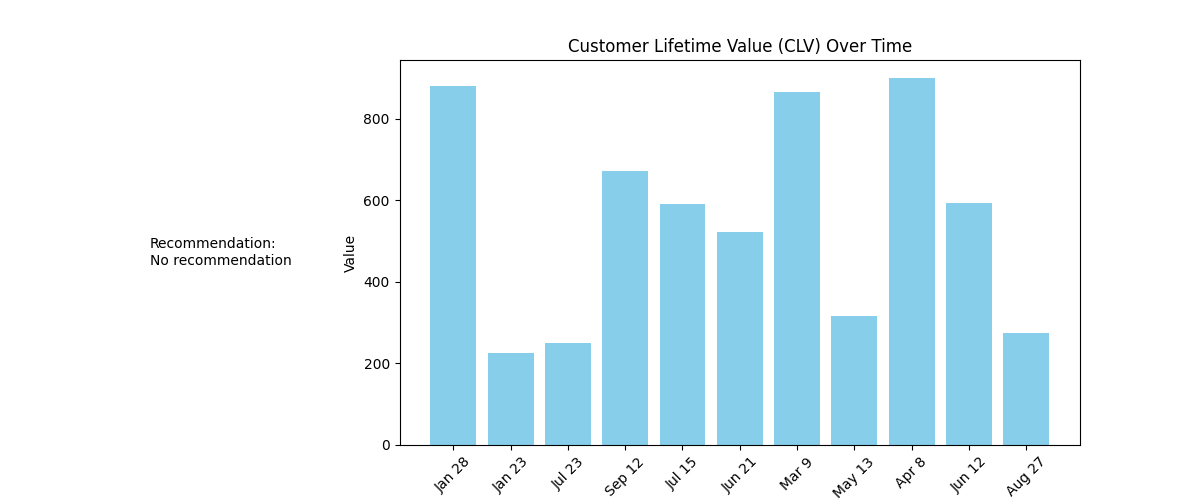 Customer Lifetime Value (CLV) Over Time
800
600
400
200
0
Value
Recommendation:
No recommendation
Jan 28
Jan 23
Jul 23
Sep 12
Jul 15
Jun 21
Mar 9
May 13
Apr 8
Jun 12
Aug 27